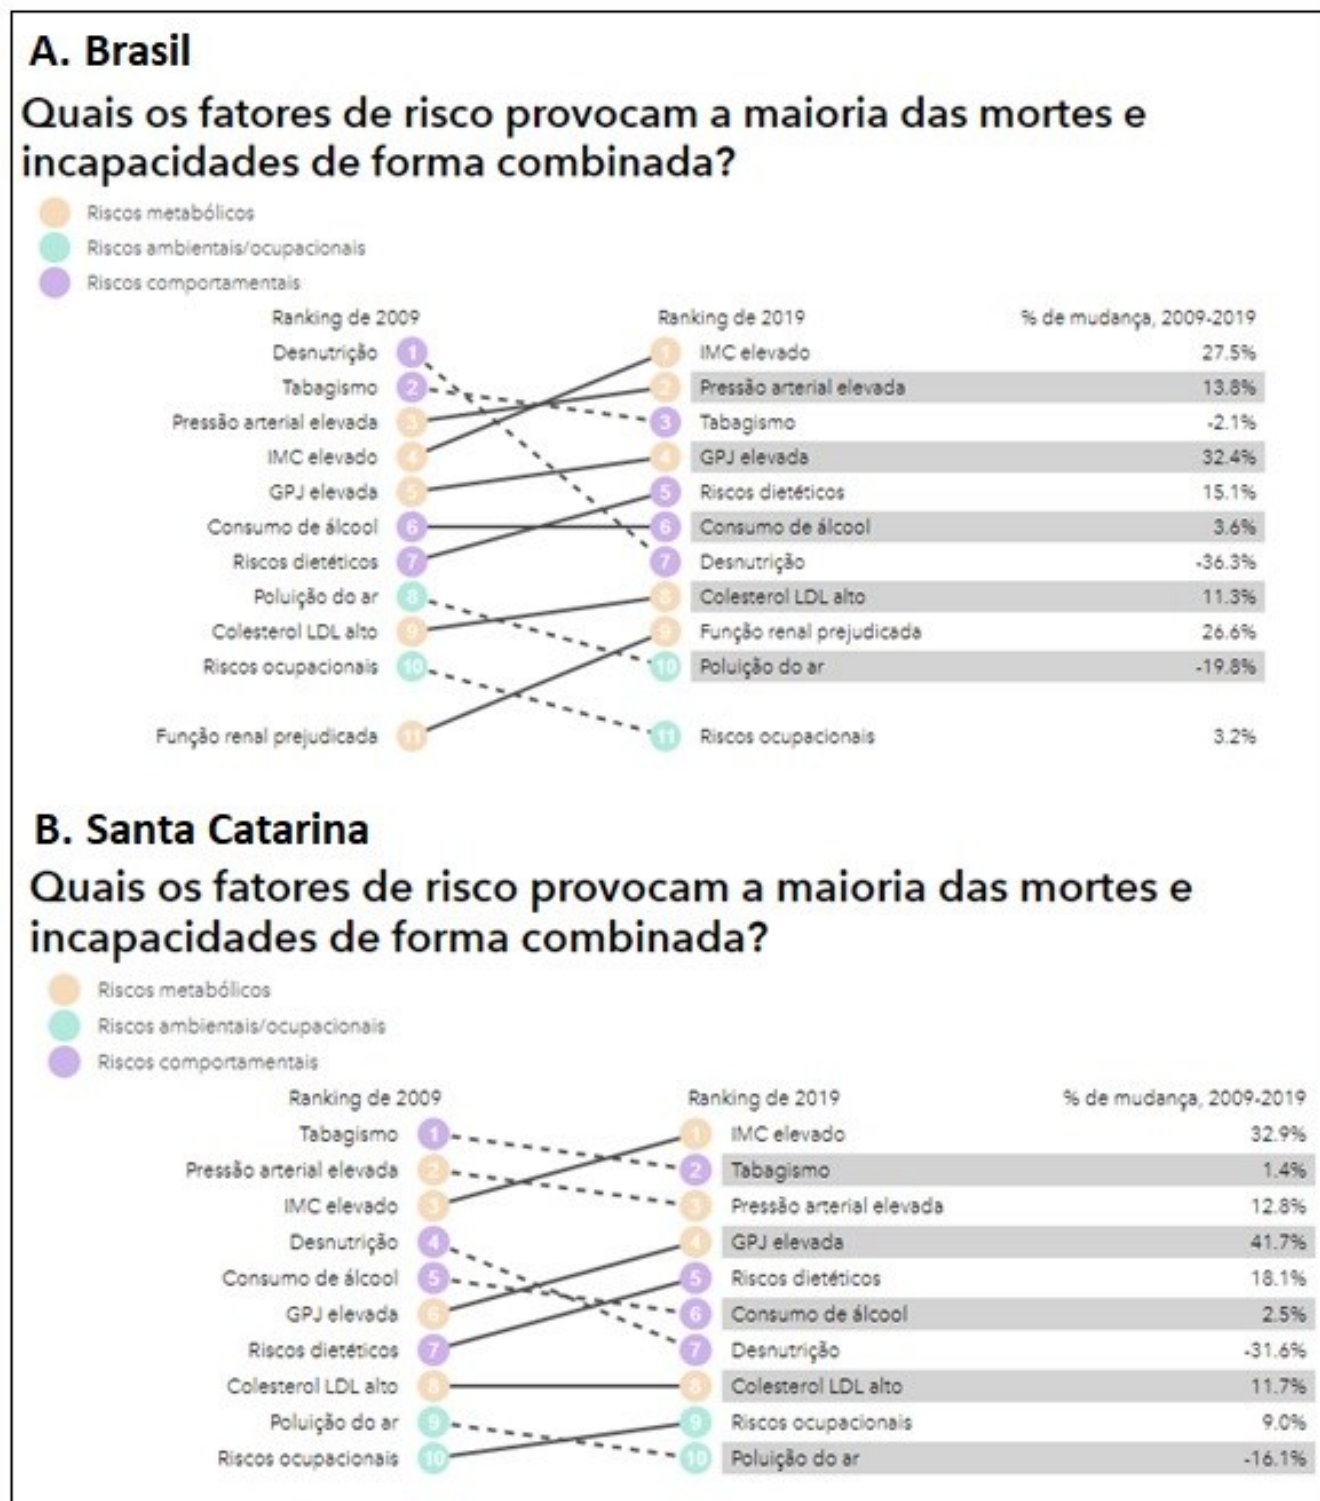 A. Brasil
Quais os fatores de risco provocam a maioria das mortes e
incapacidades de forma combinada?
Riscos metabólicos
Riscos ambientais/ocupacionais
Riscos comportamentais
Ranking de 2009 Ranking de 2019 % de mudança, 2009-2019
Desnutrição 1 1 IMC elevado 27.5%
Tabagismo 2 2 Pressão arterial elevada 13.8%
Pressão arterial elevada 3 3 Tabagismo -2.1%
IMC elevado 4 4 GPJ elevada 32.4%
GPJ elevada 5 5 Riscos dietéticos 15.1%
Consumo de álcool 6 6 Consumo de álcool 3.6%
Riscos dietéticos 7 7 Desnutrição -36.3%
Poluição do ar 8 8 Colesterol LDL alto 11.3%
Colesterol LDL alto 9 9 Função renal prejudicada 26.6%
Riscos ocupacionais 10 10 Poluição do ar -19.8%
Função renal prejudicada 11 11 Riscos ocupacionais 3.2%
B. Santa Catarina
Quais os fatores de risco provocam a maioria das mortes e
incapacidades de forma combinada?
Riscos metabólicos
Riscos ambientais/ocupacionais
Riscos comportamentais
Ranking de 2009 Ranking de 2019 % de mudança, 2009-2019
Tabagismo 1 1 IMC elevado 32.9%
Pressão arterial elevada 2 2 Tabagismo 1.4%
IMC elevado 3 3 Pressão arterial elevada 12.8%
Desnutrição 4 4 GPJ elevada 41.7%
Consumo de álcool 5 5 Riscos dietéticos 18.1%
GPJ elevada 6 6 Consumo de álcool 2.5%
Riscos dietéticos 7 7 Desnutrição -31.6%
Colesterol LDL alto 8 8 Colesterol LDL alto 11.7%
Poluição do ar 9 9 Riscos ocupacionais 9.0%
Riscos ocupacionais 10 10 Poluição do ar -16.1%